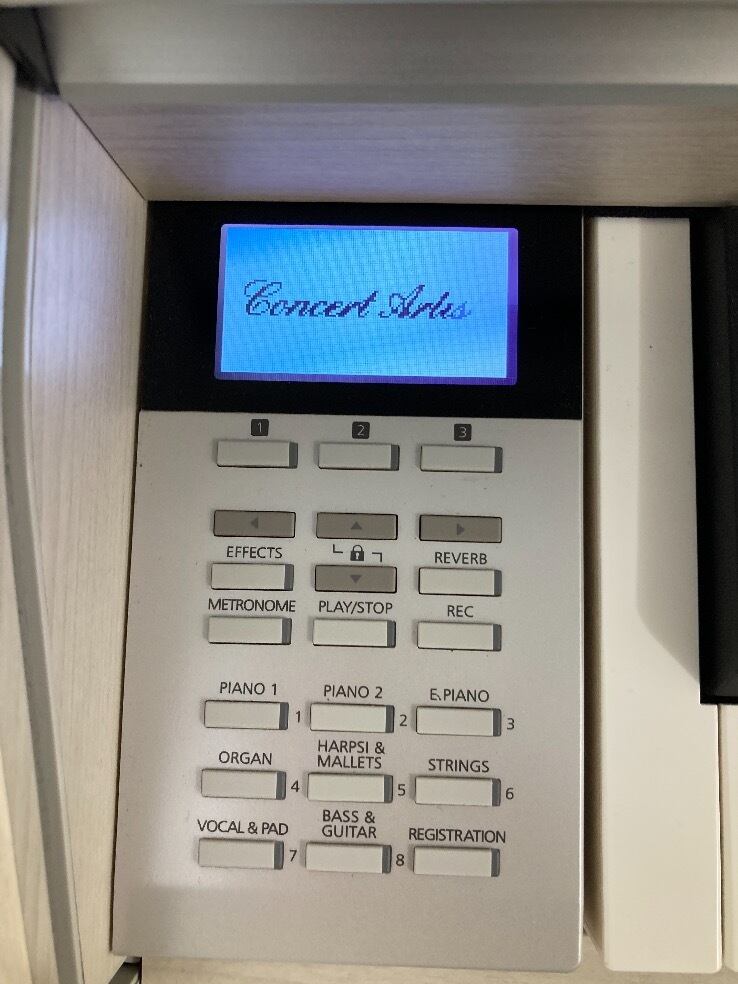 Concert Artis
1 2 3
EFFECTS REVERB
METRONOME PLAY/STOP REC
PIANO 1 PIANO 2 E.PIANO
1 2 3
ORGAN HARPSI & MALLETS STRINGS
4 5 6
VOCAL & PAD BASS & GUITAR REGISTRATION
7 8